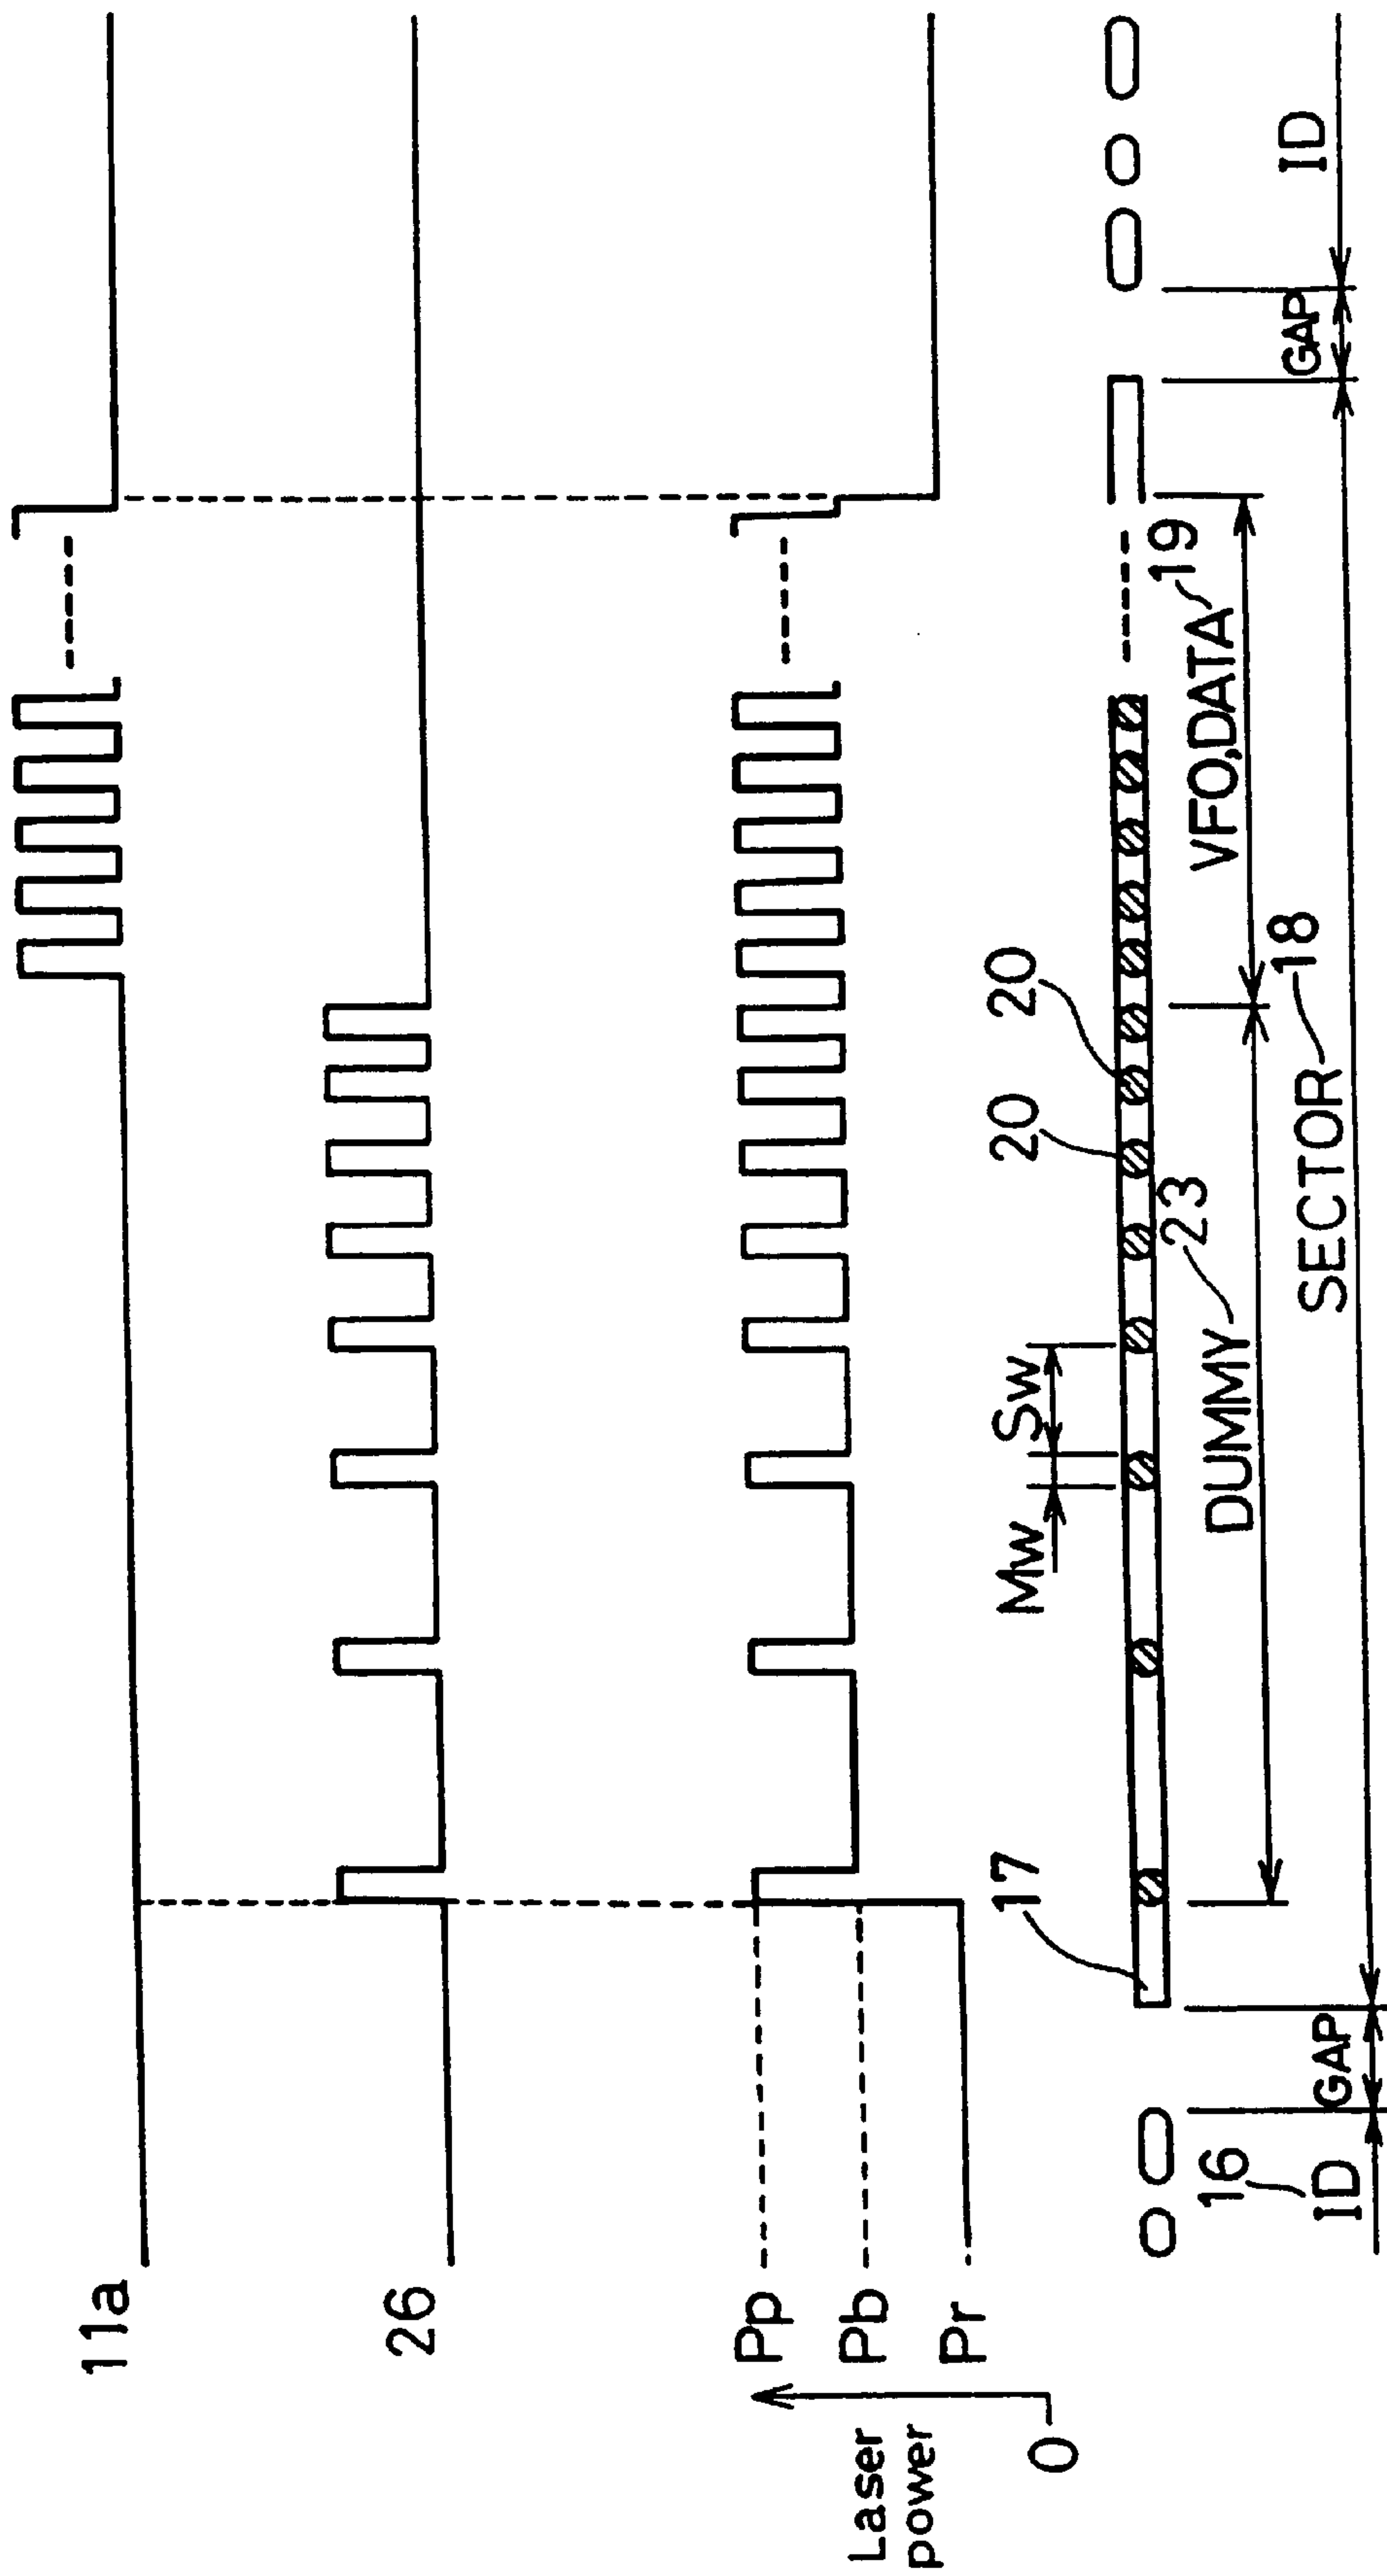 11a
26
Pp
Pb
Pr
Laser
power
0
20
20
17
Mw
Sw
16
ID
GAP
DUMMY 23
VFO,DATA 19
SECTOR 18
GAP
ID